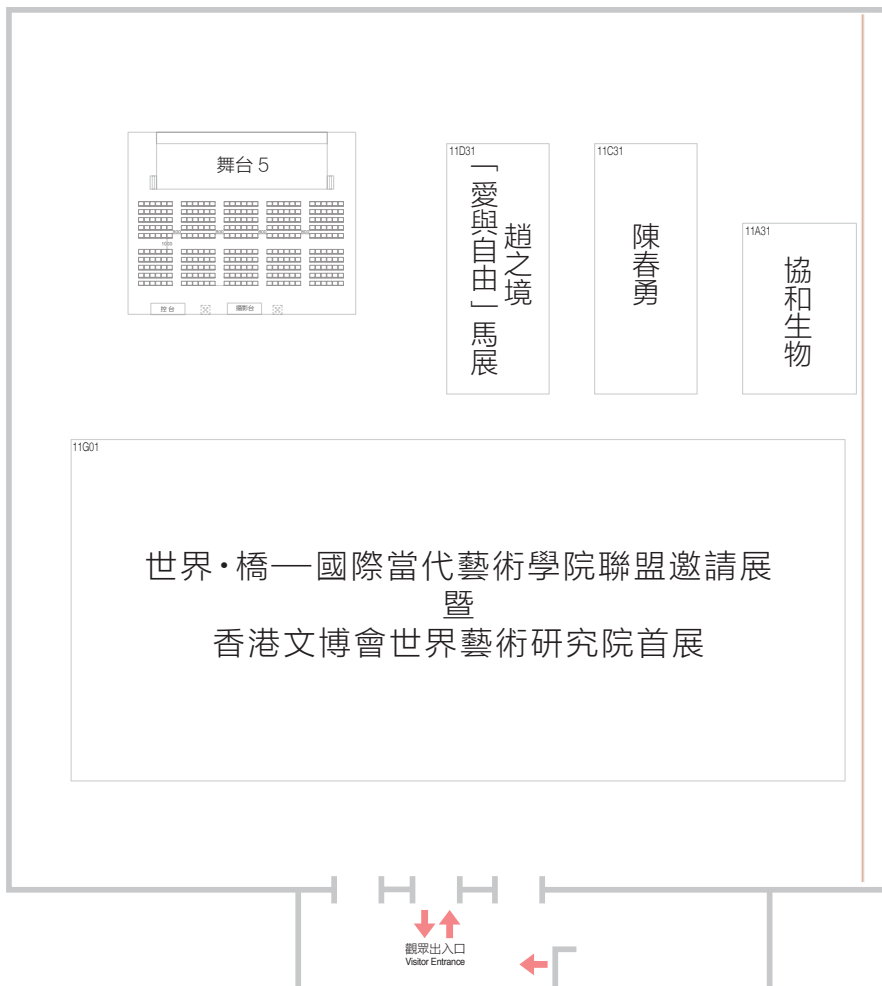 舞台 5
控台
攝影台
11D31
趙之境
「愛與自由」馬展
11C31
陳春勇
11A31
協和生物
11G01
世界·橋──國際當代藝術學院聯盟邀請展
暨
香港文博會世界藝術研究院首展
觀眾出入口
Visitor Entrance